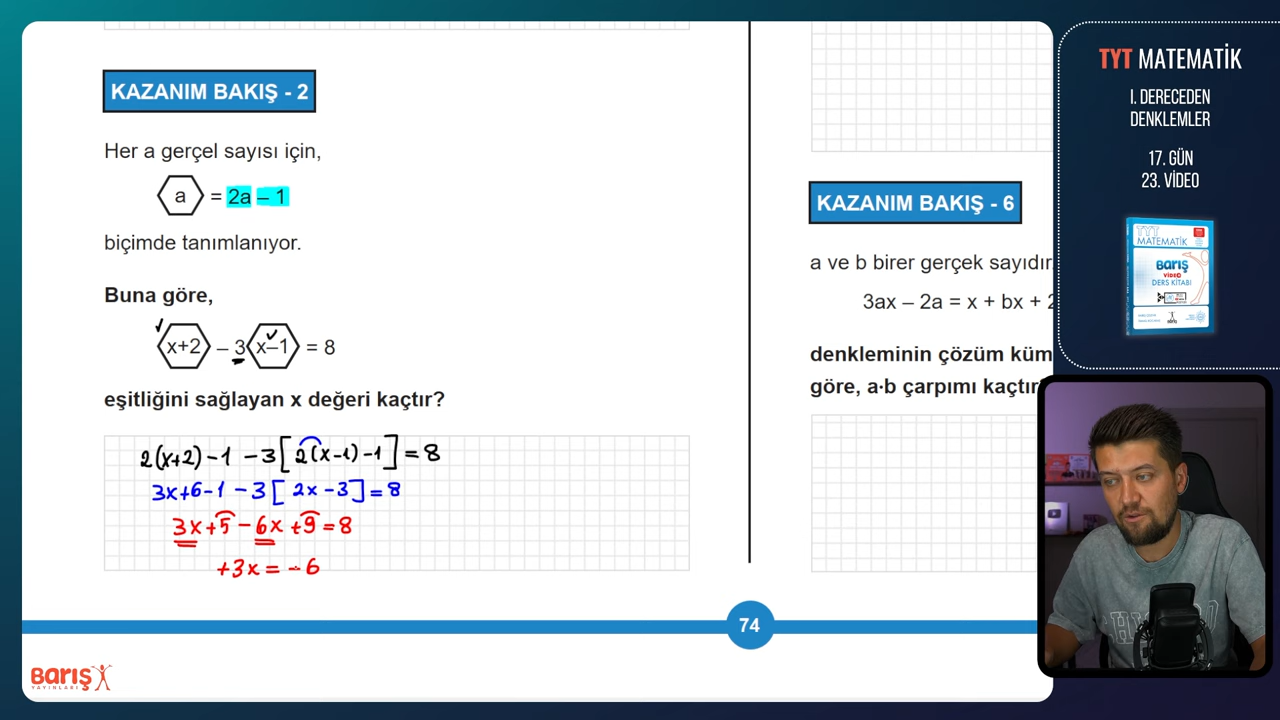 KAZANIM BAKIŞ - 2
Her a gerçel sayısı için,
a = 2a – 1
biçimde tanımlanıyor.
Buna göre,
x+2 – 3 x–1 = 8
eşitliğini sağlayan x değeri kaçtır?
2(x+2) -1 -3[2(x-1)-1] = 8
3x+6-1 -3[2x-3] = 8
3x+5-6x+9=8
+3x = -6
KAZANIM BAKIŞ - 6
a ve b birer gerçek sayıdır
3ax – 2a = x + bx + 2
denkleminin çözüm küm
göre, a·b çarpımı kaçtır?
74
BARIŞ
YAYINLARI
TYT MATEMATİK
I. DERECEDEN
DENKLEMLER
17. GÜN
23. VİDEO
TYT
MATEMATİK
BARIŞ
VİDEO
DERS KİTABI